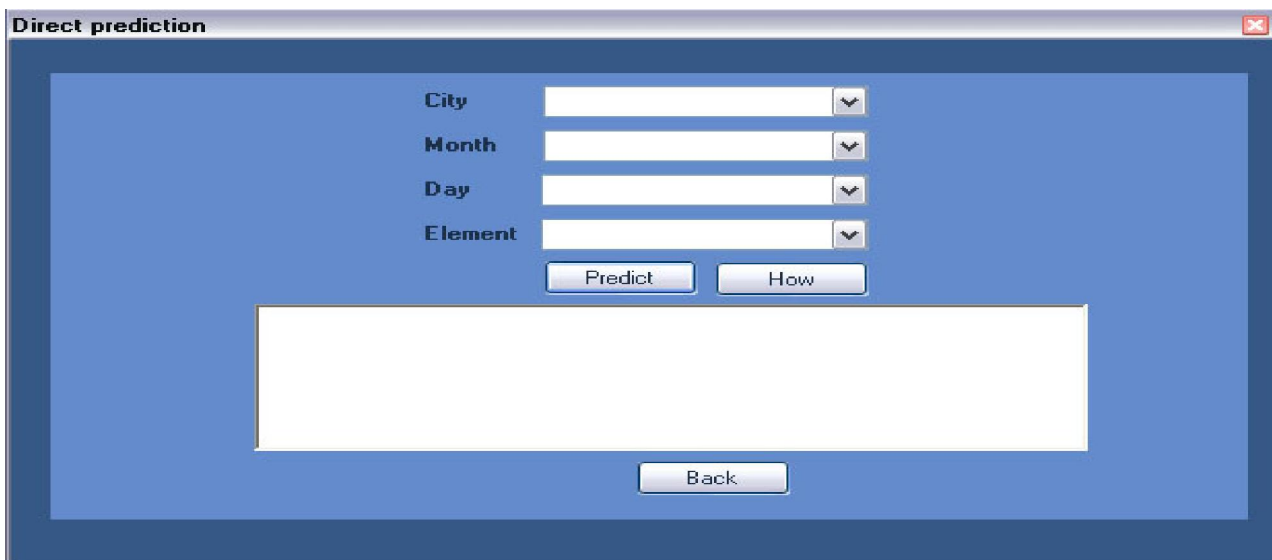 Direct prediction
City
Month
Day
Element
Predict How
Back